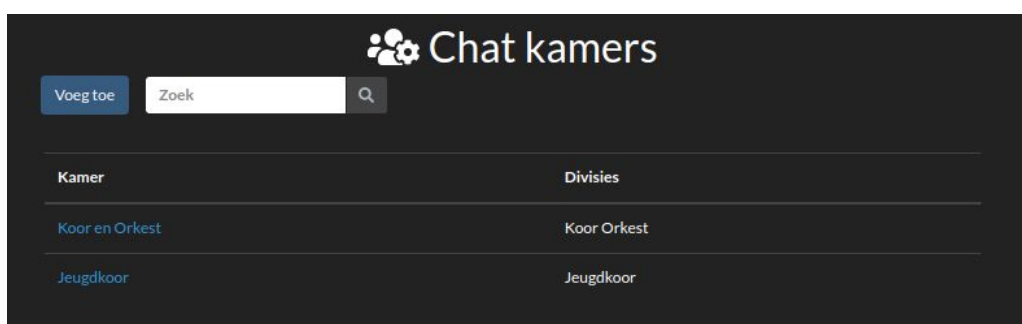 Chat kamers
Voeg toe Zoek
Kamer Divisies
Koor en Orkest Koor Orkest
Jeugdkoor Jeugdkoor